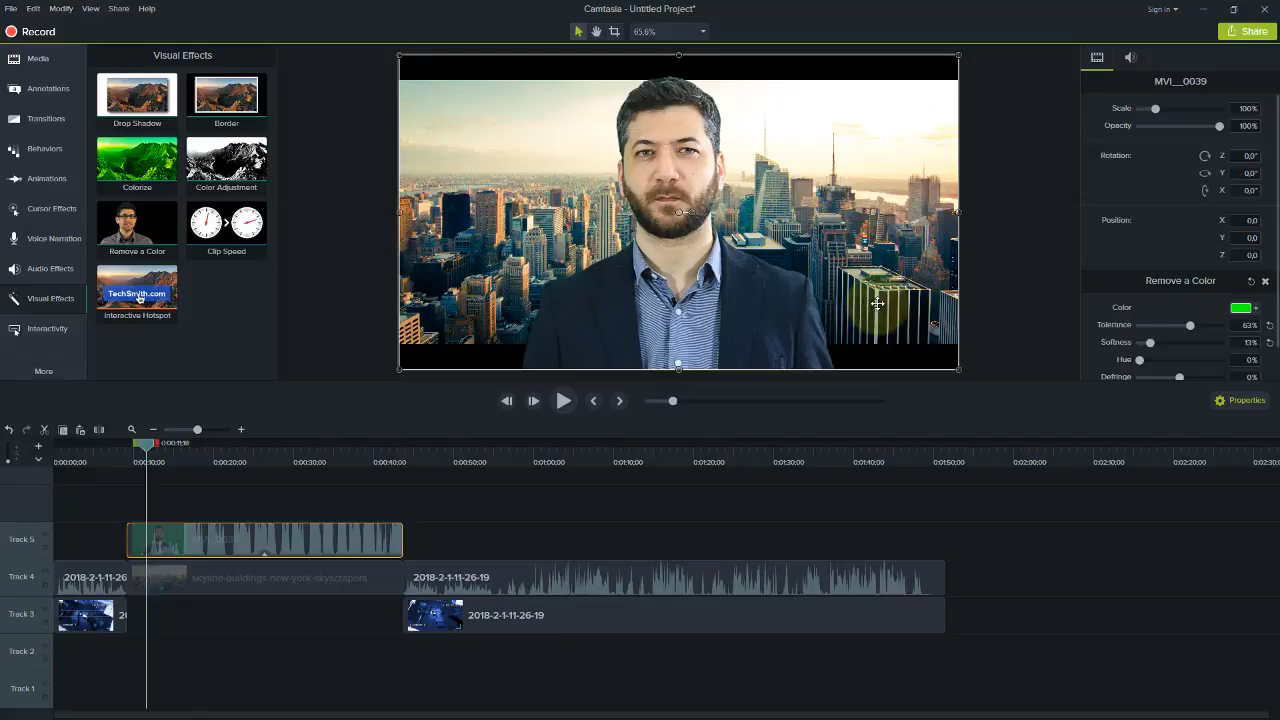 File Edit Modify View Share Help
Camtasia - Untitled Project*
Sign in
Record
65,6%
Share
Media
Annotations
Transitions
Behaviors
Animations
Cursor Effects
Voice Narration
Audio Effects
Visual Effects
Interactivity
More
Visual Effects
Drop Shadow
Border
Colorize
Color Adjustment
Remove a Color
Clip Speed
TechSmith.com
Interactive Hotspot
MVI__0039
Scale 100%
Opacity 100%
Rotation: Z 0,0°
Y 0,0°
X 0,0°
Position: X 0,0
Y 0,0
Z 0,0
Remove a Color
Color
Tolerance 63%
Softness 13%
Hue 0%
Defringe 0%
Properties
0:00:11;18
0:00:00;00 0:00:10;00 0:00:20;00 0:00:30;00 0:00:40;00 0:00:50;00 0:01:00;00 0:01:10;00 0:01:20;00 0:01:30;00 0:01:40;00 0:01:50;00 0:02:00;00 0:02:10;00 0:02:20;00
Track 5
Track 4 2018-2-1-11-26 skyline-buildings-new-york-skyscrapers 2018-2-1-11-26-19
Track 3 2018-2-1-11-26-19
Track 2
Track 1